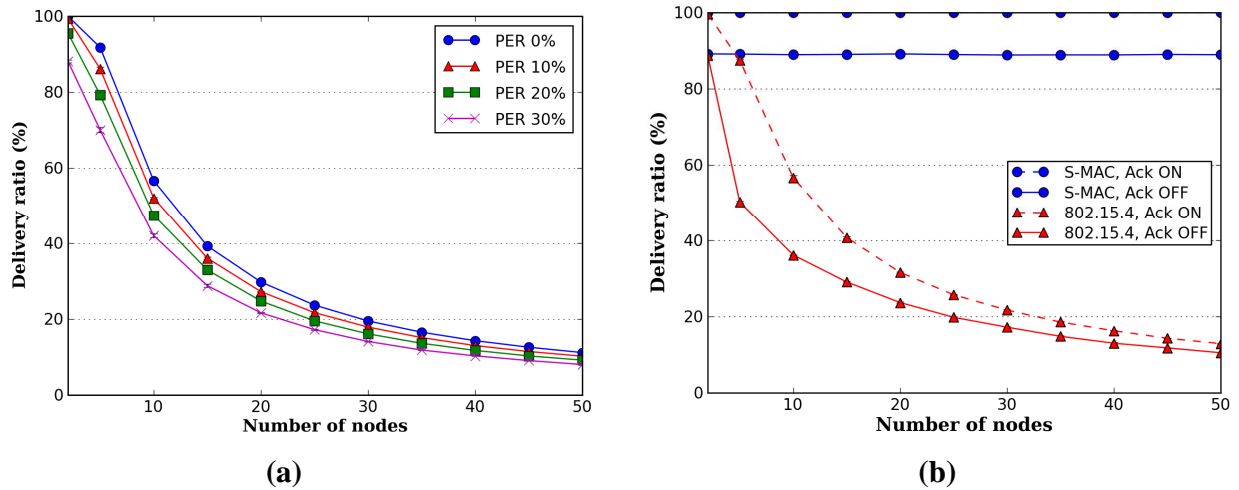 100
80
60
40
20
0
Delivery ratio (%)
10
20
30
40
50
Number of nodes
PER 0%
PER 10%
PER 20%
PER 30%
(a)
100
80
60
40
20
0
Delivery ratio (%)
10
20
30
40
50
Number of nodes
S-MAC, Ack ON
S-MAC, Ack OFF
802.15.4, Ack ON
802.15.4, Ack OFF
(b)